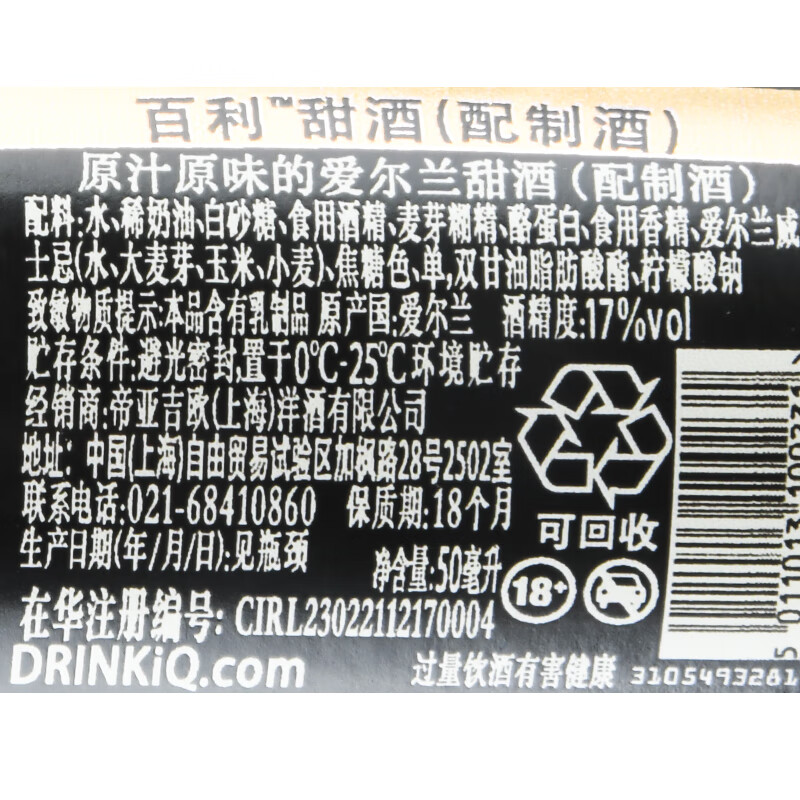 百利™甜酒(配制酒)
原汁原味的爱尔兰甜酒(配制酒)
配料:水、稀奶油、白砂糖、食用酒精、麦芽糊精、酪蛋白、食用香精、爱尔兰威
士忌(水、大麦芽、玉米、小麦)、焦糖色、单,双甘油脂肪酸酯、柠檬酸钠
致敏物质提示:本品含有乳制品 原产国:爱尔兰 酒精度:17%vol
贮存条件:避光密封,置于0℃-25℃环境贮存
经销商:帝亚吉欧(上海)洋酒有限公司
地址: 中国(上海)自由贸易试验区加枫路28号2502室
联系电话:021-68410860 保质期:18个月
生产日期(年/月/日):见瓶颈
净含量:50毫升
可回收
18+
在华注册编号: CIRL23022112170004
DRINKiQ.com
过量饮酒有害健康 3105493281